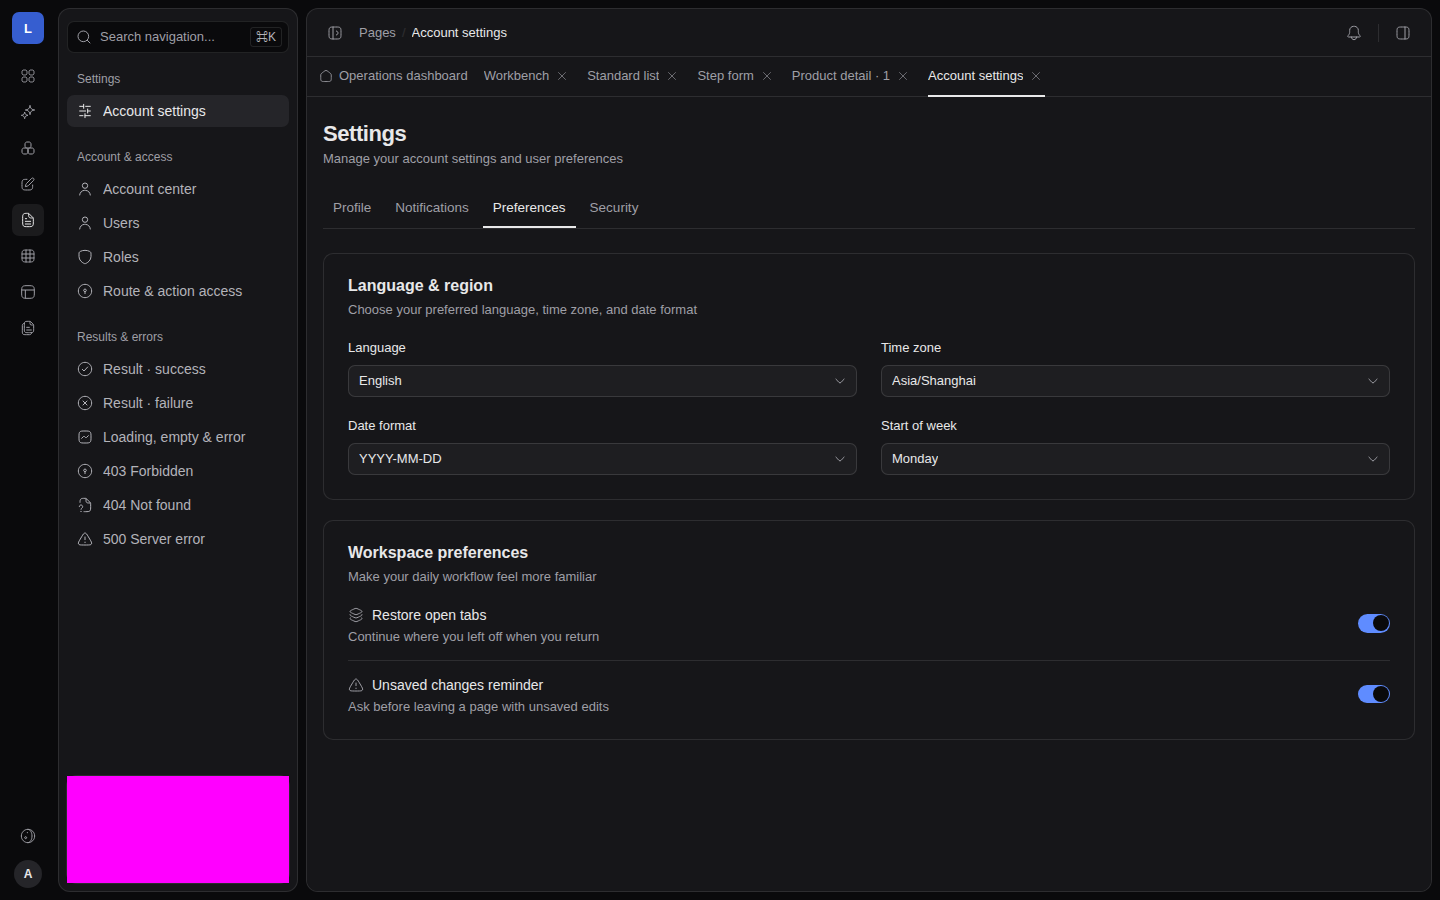 L
Search navigation...
⌘K
Settings
Account settings
Account & access
Account center
Users
Roles
Route & action access
Results & errors
Result · success
Result · failure
Loading, empty & error
403 Forbidden
404 Not found
500 Server error
A
Pages / Account settings
Operations dashboard Workbench Standard list Step form Product detail · 1 Account settings
Settings
Manage your account settings and user preferences
Profile Notifications Preferences Security
Language & region
Choose your preferred language, time zone, and date format
Language Time zone
English Asia/Shanghai
Date format Start of week
YYYY-MM-DD Monday
Workspace preferences
Make your daily workflow feel more familiar
Restore open tabs
Continue where you left off when you return
Unsaved changes reminder
Ask before leaving a page with unsaved edits